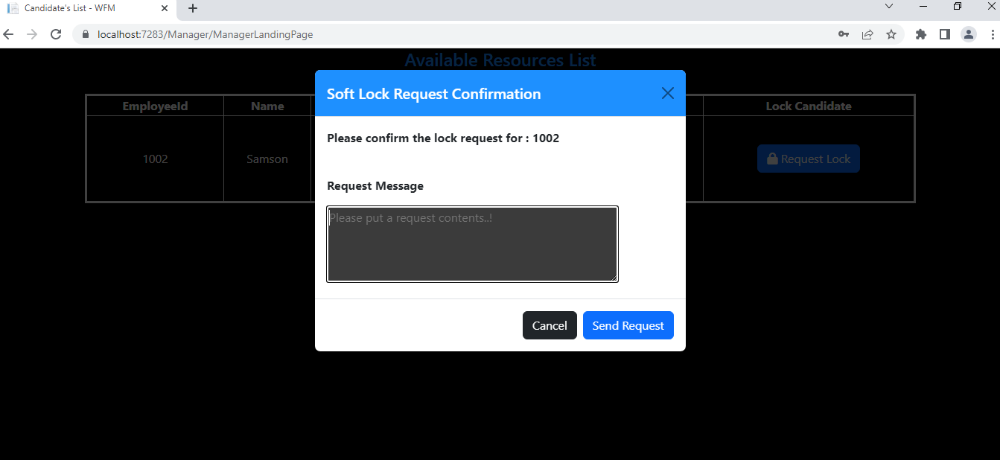 Candidate's List - WFM
localhost:7283/Manager/ManagerLandingPage
Available Resources List
EmployeeId Name Lock Candidate
1002 Samson Request Lock
Soft Lock Request Confirmation
Please confirm the lock request for : 1002
Request Message
Please put a request contents..!
Cancel Send Request